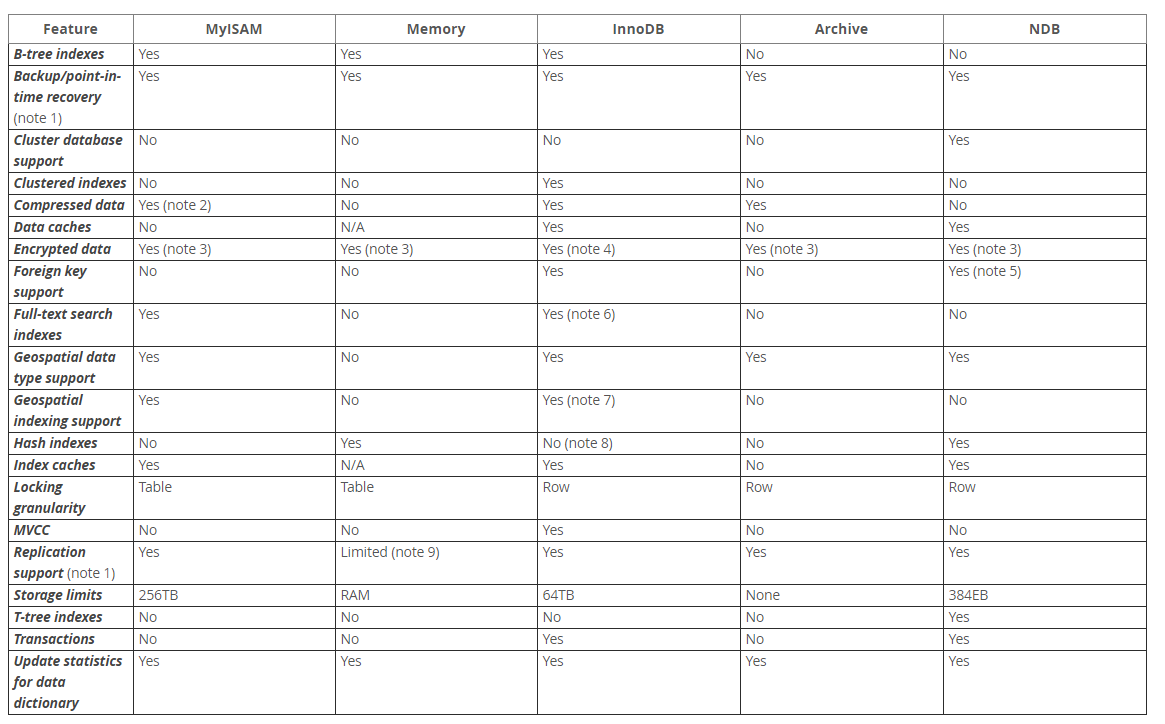 Feature MyISAM Memory InnoDB Archive NDB
B-tree indexes Yes Yes Yes No No
Backup/point-in- Yes Yes Yes Yes Yes
time recovery
(note 1)
Cluster database No No No No Yes
support
Clustered indexes No No Yes No No
Compressed data Yes (note 2) No Yes Yes No
Data caches No N/A Yes No Yes
Encrypted data Yes (note 3) Yes (note 3) Yes (note 4) Yes (note 3) Yes (note 3)
Foreign key No No Yes No Yes (note 5)
support
Full-text search Yes No Yes (note 6) No No
indexes
Geospatial data Yes No Yes Yes Yes
type support
Geospatial Yes No Yes (note 7) No No
indexing support
Hash indexes No Yes No (note 8) No Yes
Index caches Yes N/A Yes No Yes
Locking Table Table Row Row Row
granularity
MVCC No No Yes No No
Replication Yes Limited (note 9) Yes Yes Yes
support (note 1)
Storage limits 256TB RAM 64TB None 384EB
T-tree indexes No No No No Yes
Transactions No No Yes No Yes
Update statistics Yes Yes Yes Yes Yes
for data
dictionary